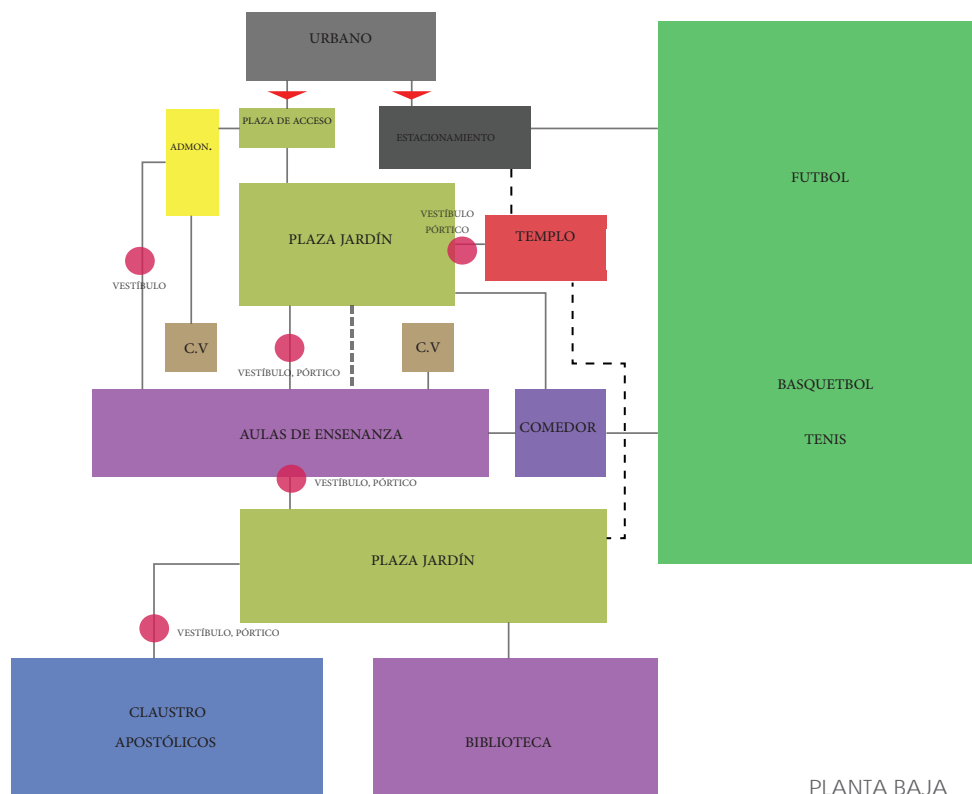 URBANO
PLAZA DE ACCESO
ESTACIONAMIENTO
ADMON.
FUTBOL
VESTÍBULO
PÓRTICO
TEMPLO
PLAZA JARDÍN
VESTÍBULO
C.V
C.V
VESTÍBULO, PÓRTICO
BASQUETBOL
AULAS DE ENSENANZA
COMEDOR
TENIS
VESTÍBULO, PÓRTICO
PLAZA JARDÍN
VESTÍBULO, PÓRTICO
CLAUSTRO
APOSTÓLICOS
BIBLIOTECA
PLANTA BAJA